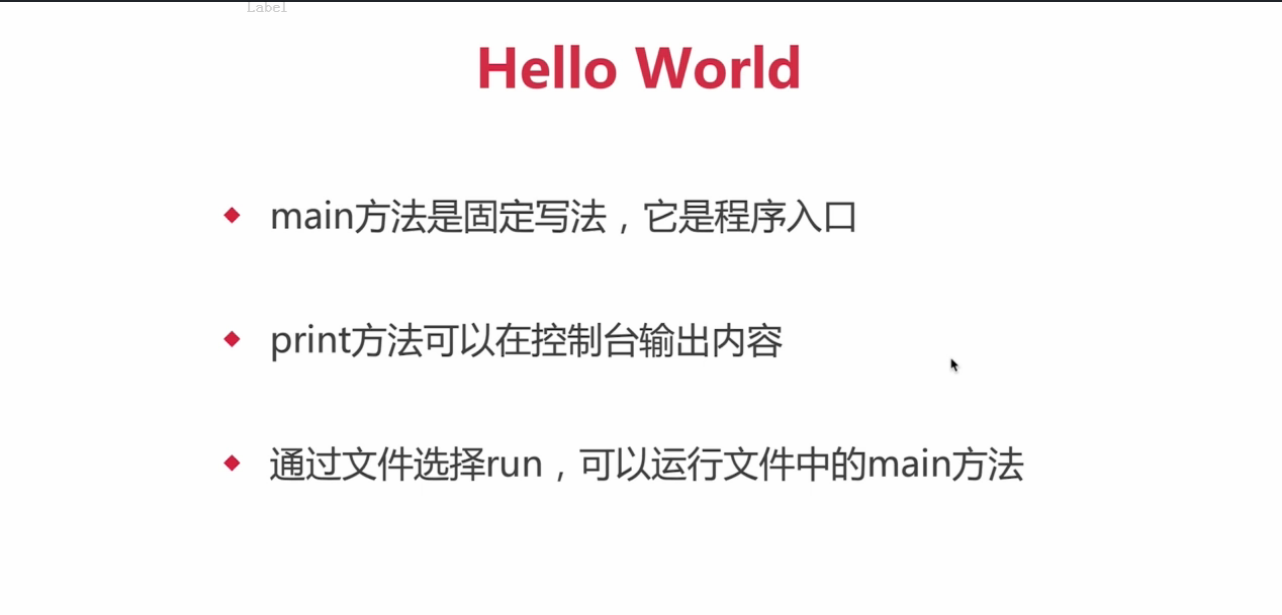 Label
Hello World
main方法是固定写法，它是程序入口
print方法可以在控制台输出内容
通过文件选择run，可以运行文件中的main方法